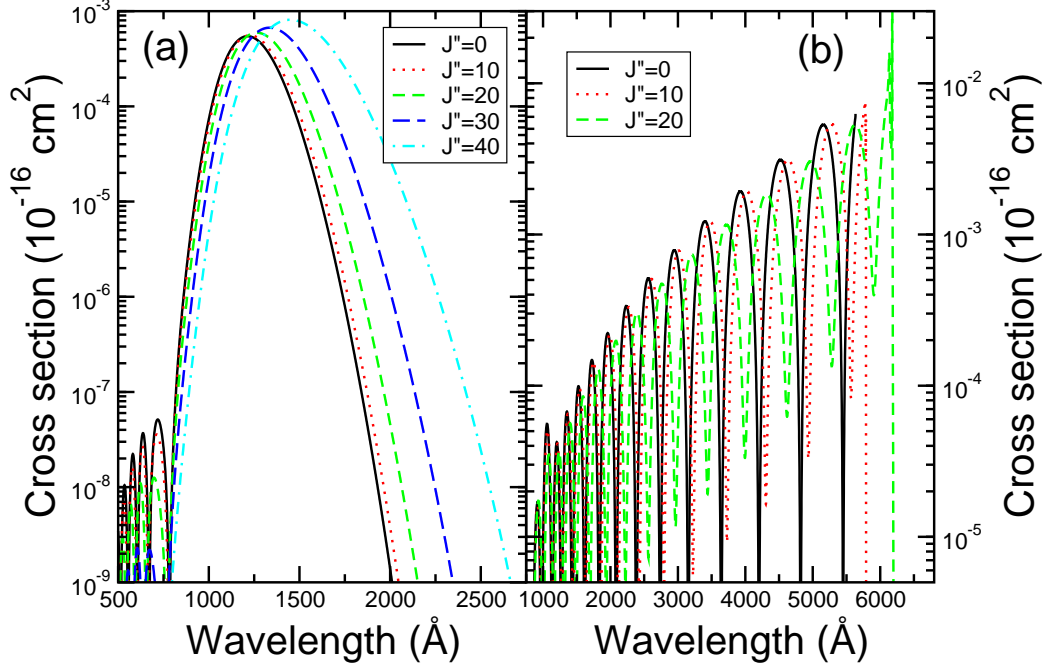 (a)
J"=0
J"=10
J"=20
J"=30
J"=40
10^-3
10^-4
10^-5
10^-6
10^-7
10^-8
10^-9
Cross section (10^-16 cm^2)
500 1000 1500 2000 2500
Wavelength (Å)
(b)
J"=0
J"=10
J"=20
10^-2
10^-3
10^-4
10^-5
Cross section (10^-16 cm^2)
1000 2000 3000 4000 5000 6000
Wavelength (Å)